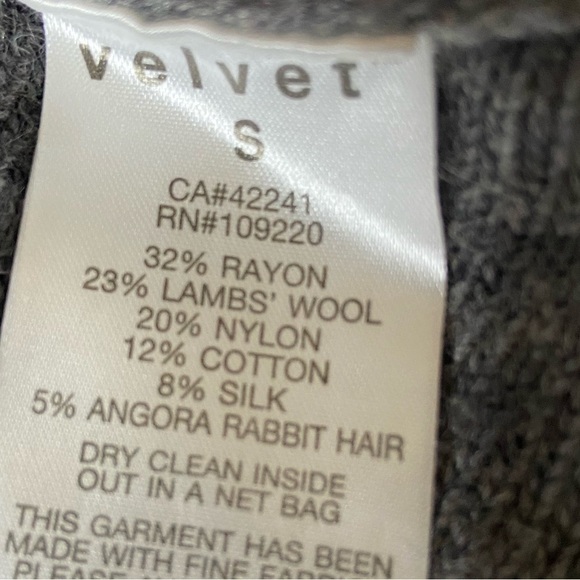 velvet
S
CA#42241
RN#109220
32% RAYON
23% LAMBS' WOOL
20% NYLON
12% COTTON
8% SILK
5% ANGORA RABBIT HAIR
DRY CLEAN INSIDE
OUT IN A NET BAG
THIS GARMENT HAS BEEN
MADE WITH FINE
PLEASE